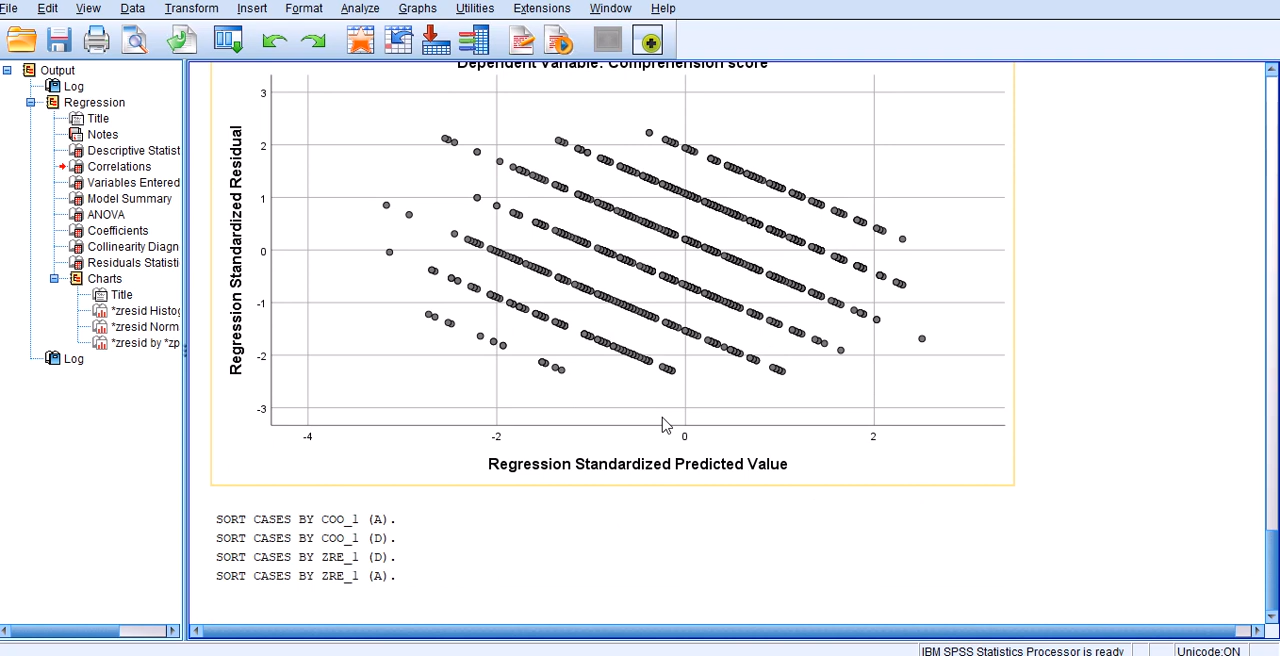 File Edit View Data Transform Insert Format Analyze Graphs Utilities Extensions Window Help
Output
Log
Regression
Title
Notes
Descriptive Statist
Correlations
Variables Entered
Model Summary
ANOVA
Coefficients
Collinearity Diagn
Residuals Statisti
Charts
Title
*zresid Histog
*zresid Norm
*zresid by *zp
Log
Dependent Variable: Comprehension score
Regression Standardized Residual
3
2
1
0
-1
-2
-3
-4 -2 0 2
Regression Standardized Predicted Value
SORT CASES BY COO_1 (A).
SORT CASES BY COO_1 (D).
SORT CASES BY ZRE_1 (D).
SORT CASES BY ZRE_1 (A).
IBM SPSS Statistics Processor is ready Unicode:ON